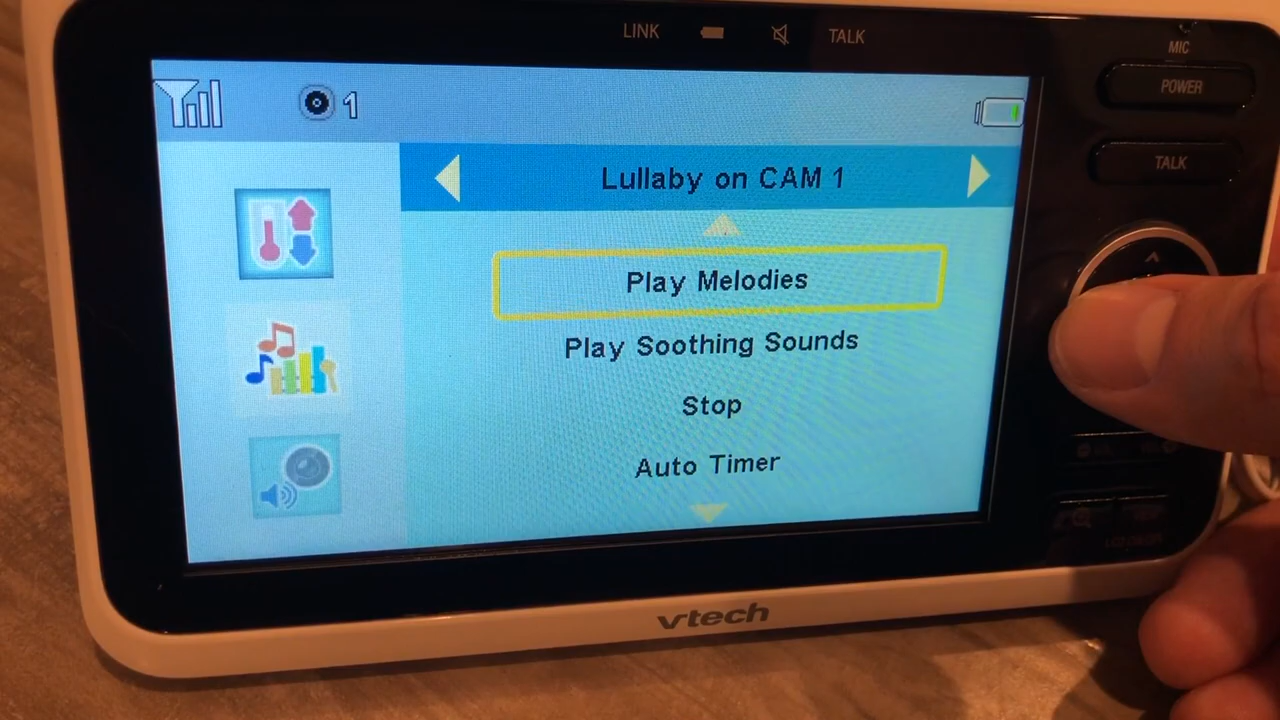 LINK TALK
MIC
POWER
TALK
1
Lullaby on CAM 1
Play Melodies
Play Soothing Sounds
Stop
Auto Timer
vtech